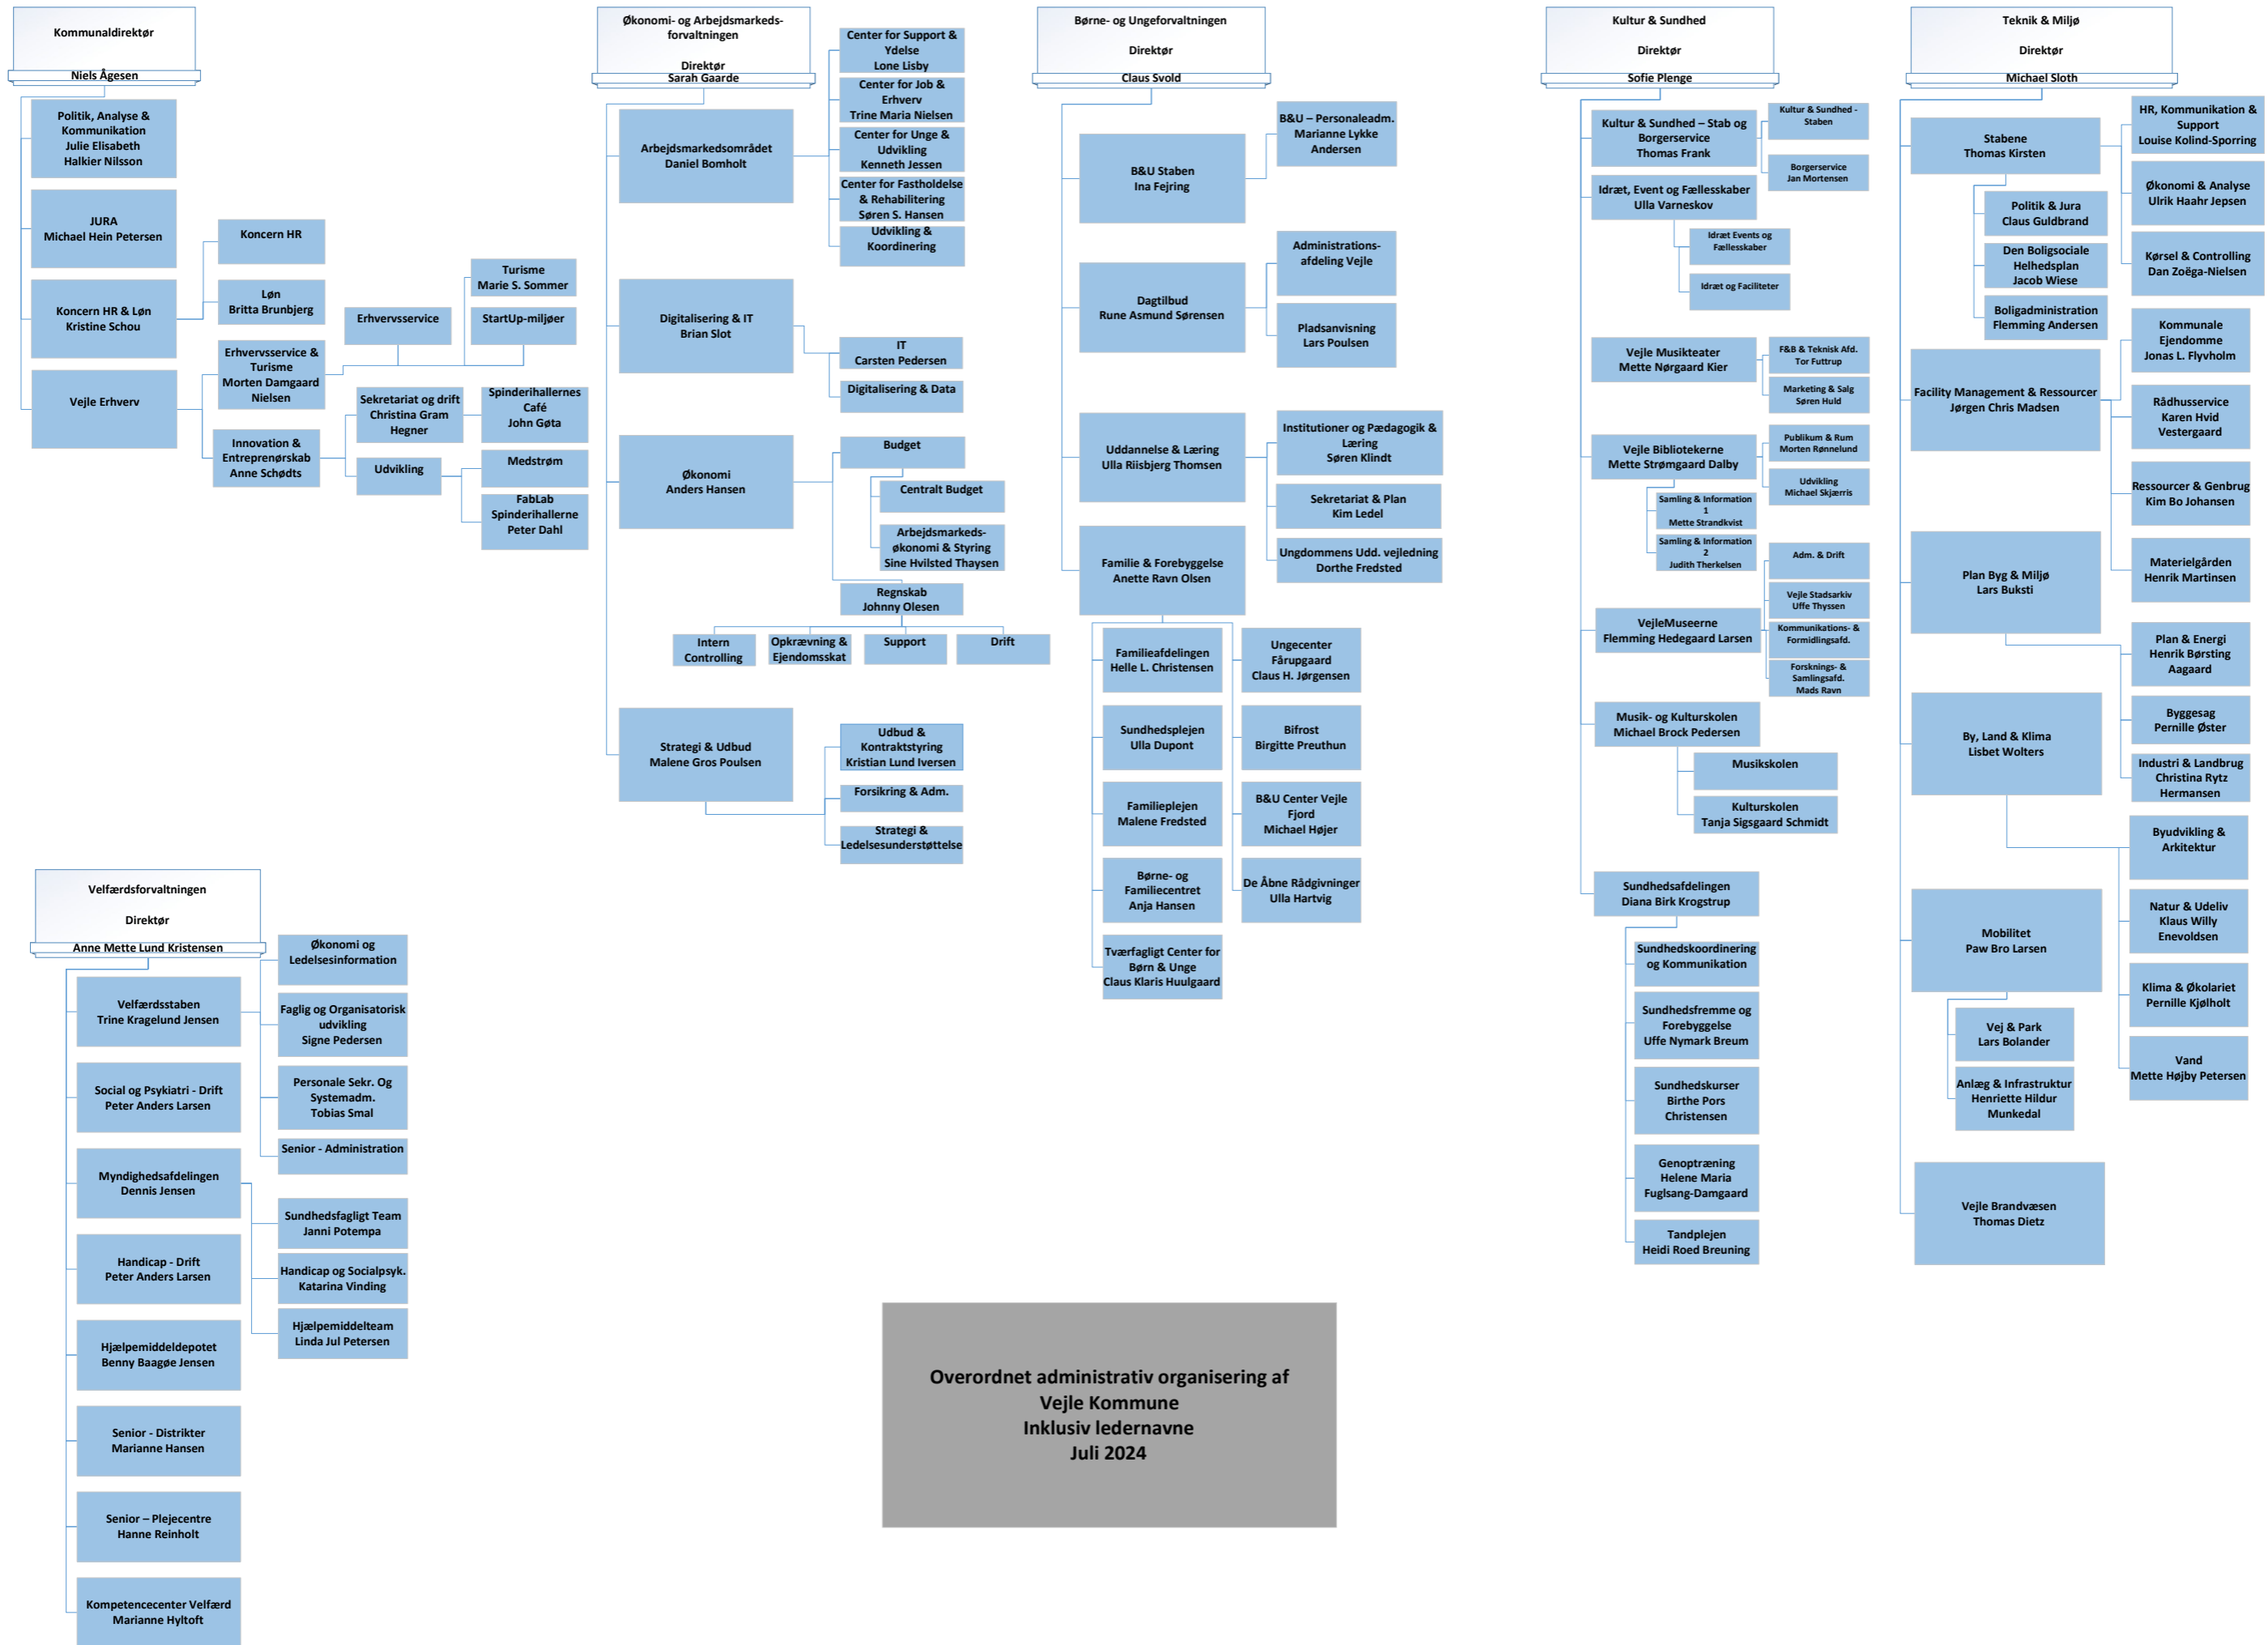 Kommunaldirektør
Niels Ågesen
Politik, Analyse &
Kommunikation
Julie Elisabeth
Halkier Nilsson
JURA
Michael Hein Petersen
Koncern HR & Løn
Kristine Schou
Vejle Erhverv
Koncern HR
Løn
Britta Brunbjerg
Erhvervsservice &
Turisme
Morten Damgaard
Nielsen
Innovation &
Entreprenørskab
Anne Schødts
Erhvervsservice
Turisme
Marie S. Sommer
StartUp-miljøer
Sekretariat og drift
Christina Gram
Hegner
Udvikling
Spinderihallernes
Café
John Gøta
Medstrøm
FabLab
Spinderihallerne
Peter Dahl
Økonomi- og Arbejdsmarkeds-
forvaltningen
Direktør
Sarah Gaarde
Arbejdsmarkedsområdet
Daniel Bomholt
Center for Support &
Ydelse
Lone Lisby
Center for Job &
Erhverv
Trine Maria Nielsen
Center for Unge &
Udvikling
Kenneth Jessen
Center for Fastholdelse
& Rehabilitering
Søren S. Hansen
Udvikling &
Koordinering
Digitalisering & IT
Brian Slot
IT
Carsten Pedersen
Digitalisering & Data
Økonomi
Anders Hansen
Budget
Centralt Budget
Arbejdsmarkeds-
økonomi & Styring
Sine Hvilsted Thaysen
Regnskab
Johnny Olesen
Intern
Controlling
Opkrævning &
Ejendomsskat
Support
Drift
Strategi & Udbud
Malene Gros Poulsen
Udbud &
Kontraktstyring
Kristian Lund Iversen
Forsikring & Adm.
Strategi &
Ledelsesunderstøttelse
Børne- og Ungeforvaltningen
Direktør
Claus Svold
B&U Staben
Ina Fejring
B&U – Personaleadm.
Marianne Lykke
Andersen
Dagtilbud
Rune Asmund Sørensen
Administrations-
afdeling Vejle
Pladsanvisning
Lars Poulsen
Uddannelse & Læring
Ulla Riisbjerg Thomsen
Institutioner og Pædagogik &
Læring
Søren Klindt
Sekretariat & Plan
Kim Ledel
Ungdommens Udd. vejledning
Dorthe Fredsted
Familie & Forebyggelse
Anette Ravn Olsen
Familieafdelingen
Helle L. Christensen
Sundhedsplejen
Ulla Dupont
Familieplejen
Malene Fredsted
Børne- og
Familiecentret
Anja Hansen
Tværfagligt Center for
Børn & Unge
Claus Klaris Huulgaard
Ungecenter
Fårupgaard
Claus H. Jørgensen
Bifrost
Birgitte Preuthun
B&U Center Vejle
Fjord
Michael Højer
De Åbne Rådgivninger
Ulla Hartvig
Kultur & Sundhed
Direktør
Sofie Plenge
Kultur & Sundhed – Stab og
Borgerservice
Thomas Frank
Kultur & Sundhed -
Staben
Borgerservice
Jan Mortensen
Idræt, Event og Fællesskaber
Ulla Varneskov
Idræt Events og
Fællesskaber
Idræt og Faciliteter
Vejle Musikteater
Mette Nørgaard Kier
F&B & Teknisk Afd.
Tor Futtrup
Marketing & Salg
Søren Huld
Vejle Bibliotekerne
Mette Strømgaard Dalby
Publikum & Rum
Morten Rønnelund
Udvikling
Michael Skjærris
Samling & Information
1
Mette Strandkvist
Samling & Information
2
Judith Therkelsen
VejleMuseerne
Flemming Hedegaard Larsen
Adm. & Drift
Vejle Stadsarkiv
Uffe Thyssen
Kommunikations- &
Formidlingsafd.
Forsknings- &
Samlingsafd.
Mads Ravn
Musik- og Kulturskolen
Michael Brock Pedersen
Musikskolen
Kulturskolen
Tanja Sigsgaard Schmidt
Sundhedsafdelingen
Diana Birk Krogstrup
Sundhedskoordinering
og Kommunikation
Sundhedsfremme og
Forebyggelse
Uffe Nymark Breum
Sundhedskurser
Birthe Pors
Christensen
Genoptræning
Helene Maria
Fuglsang-Damgaard
Tandplejen
Heidi Roed Breuning
Teknik & Miljø
Direktør
Michael Sloth
Stabene
Thomas Kirsten
HR, Kommunikation &
Support
Louise Kolind-Sporring
Økonomi & Analyse
Ulrik Haahr Jepsen
Kørsel & Controlling
Dan Zoëga-Nielsen
Politik & Jura
Claus Guldbrand
Den Boligsociale
Helhedsplan
Jacob Wiese
Boligadministration
Flemming Andersen
Facility Management & Ressourcer
Jørgen Chris Madsen
Kommunale
Ejendomme
Jonas L. Flyvholm
Rådhusservice
Karen Hvid
Vestergaard
Ressourcer & Genbrug
Kim Bo Johansen
Materielgården
Henrik Martinsen
Plan Byg & Miljø
Lars Buksti
Plan & Energi
Henrik Børsting
Aagaard
Byggesag
Pernille Øster
Industri & Landbrug
Christina Rytz
Hermansen
By, Land & Klima
Lisbet Wolters
Byudvikling &
Arkitektur
Natur & Udeliv
Klaus Willy
Enevoldsen
Klima & Økolariet
Pernille Kjølholt
Vand
Mette Højby Petersen
Mobilitet
Paw Bro Larsen
Vej & Park
Lars Bolander
Anlæg & Infrastruktur
Henriette Hildur
Munkedal
Vejle Brandvæsen
Thomas Dietz
Velfærdsforvaltningen
Direktør
Anne Mette Lund Kristensen
Velfærdsstaben
Trine Kragelund Jensen
Økonomi og
Ledelsesinformation
Faglig og Organisatorisk
udvikling
Signe Pedersen
Personale Sekr. Og
Systemadm.
Tobias Smal
Senior - Administration
Social og Psykiatri - Drift
Peter Anders Larsen
Myndighedsafdelingen
Dennis Jensen
Sundhedsfagligt Team
Janni Potempa
Handicap og Socialpsyk.
Katarina Vinding
Hjælpemiddelteam
Linda Jul Petersen
Handicap - Drift
Peter Anders Larsen
Hjælpemiddeldepotet
Benny Baagøe Jensen
Senior - Distrikter
Marianne Hansen
Senior – Plejecentre
Hanne Reinholt
Kompetencecenter Velfærd
Marianne Hyltoft
Overordnet administrativ organisering af
Vejle Kommune
Inklusiv ledernavne
Juli 2024